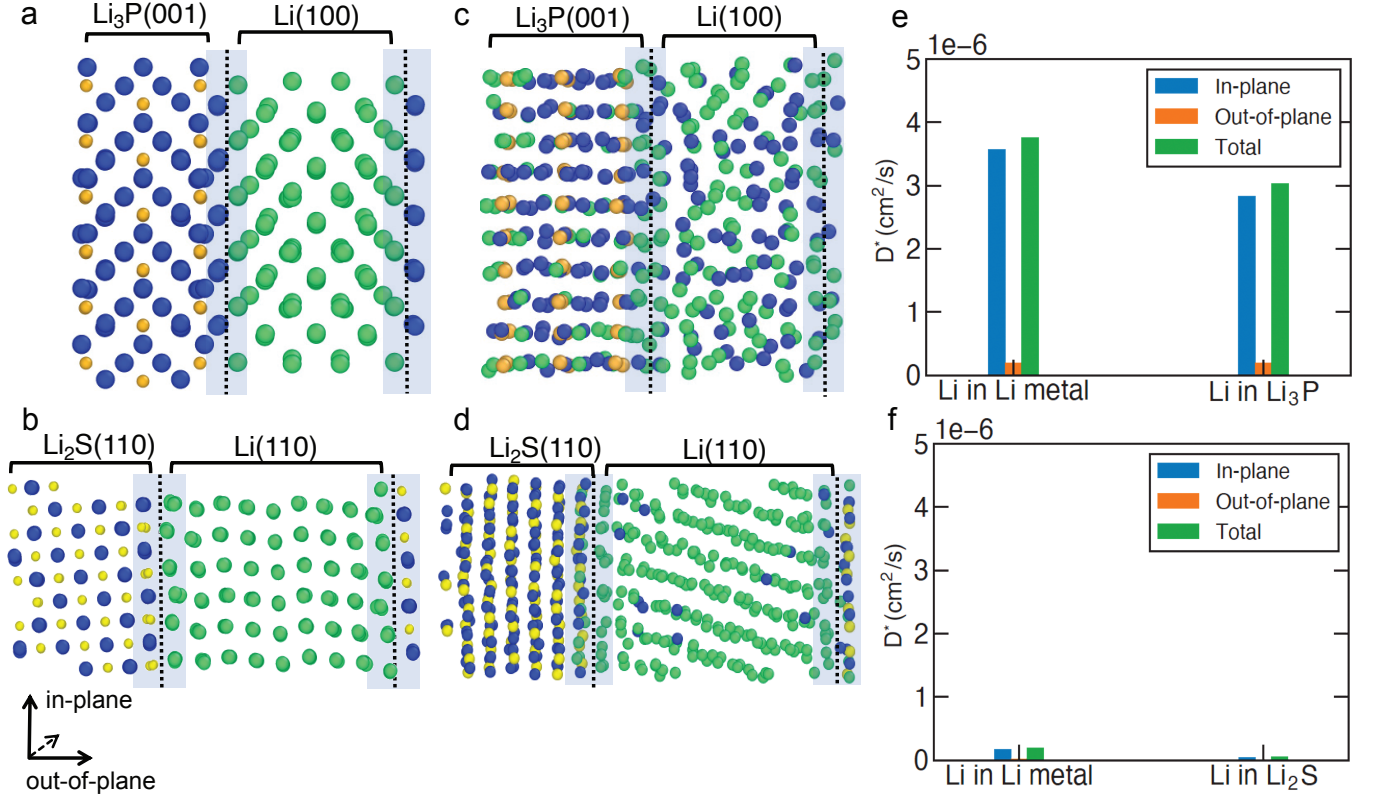 a
Li₃P(001)
Li(100)
b
Li₂S(110)
Li(110)
in-plane
out-of-plane
c
Li₃P(001)
Li(100)
d
Li₂S(110)
Li(110)
e
1e−6
5
4
3
2
1
0
D* (cm²/s)
In-plane
Out-of-plane
Total
Li in Li metal
Li in Li₃P
f
1e−6
5
4
3
2
1
0
D* (cm²/s)
In-plane
Out-of-plane
Total
Li in Li metal
Li in Li₂S